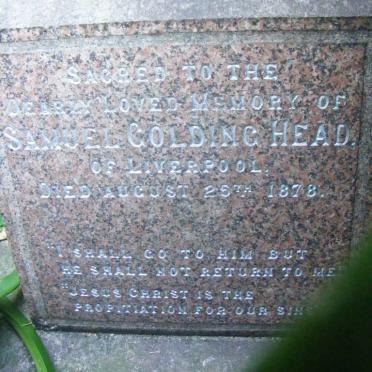 SACRED TO THE
DEARLY LOVED MEMORY OF
SAMUEL GOLDING HEAD.
OF LIVERPOOL,
DIED AUGUST 25TH 1878.
"I SHALL GO TO HIM BUT
HE SHALL NOT RETURN TO ME"
"JESUS CHRIST IS THE
PROPITIATION FOR OUR SINS